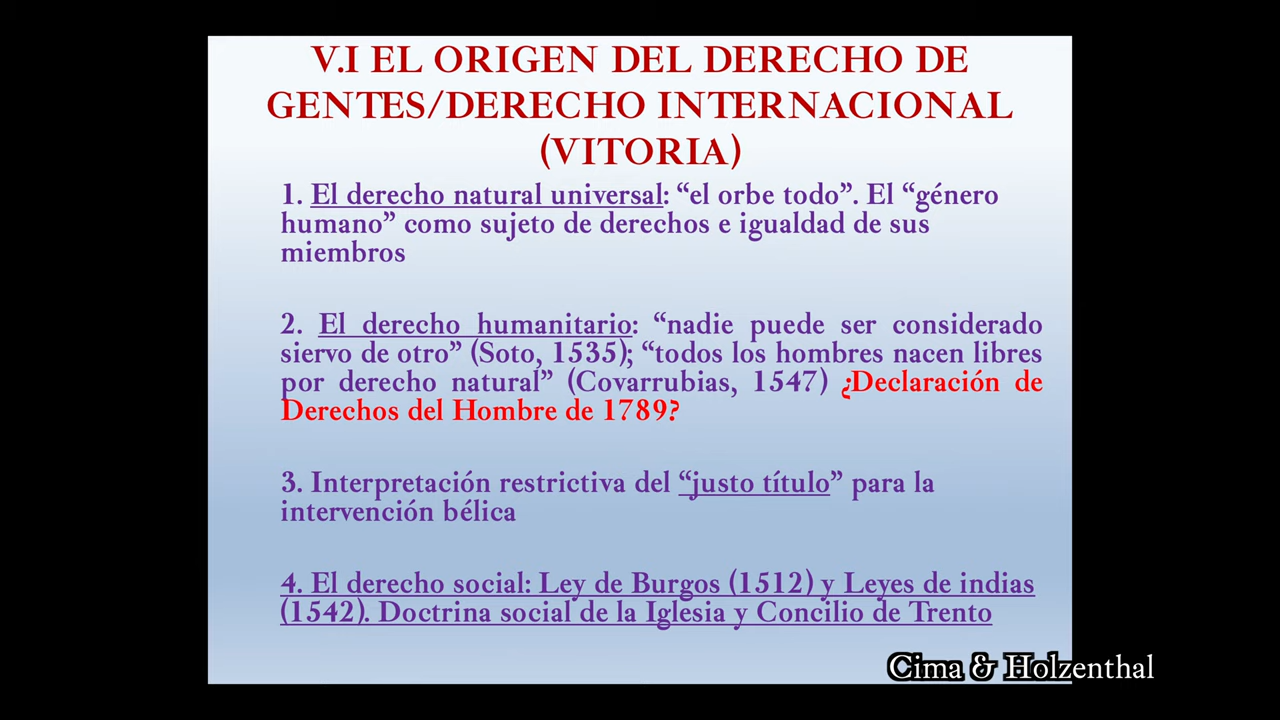 V.I EL ORIGEN DEL DERECHO DE
GENTES/DERECHO INTERNACIONAL
(VITORIA)
1. El derecho natural universal: “el orbe todo”. El “género
humano” como sujeto de derechos e igualdad de sus
miembros
2. El derecho humanitario: “nadie puede ser considerado
siervo de otro” (Soto, 1535); “todos los hombres nacen libres
por derecho natural” (Covarrubias, 1547) ¿Declaración de
Derechos del Hombre de 1789?
3. Interpretación restrictiva del “justo título” para la
intervención bélica
4. El derecho social: Ley de Burgos (1512) y Leyes de indias
(1542). Doctrina social de la Iglesia y Concilio de Trento
Cima & Holzenthal